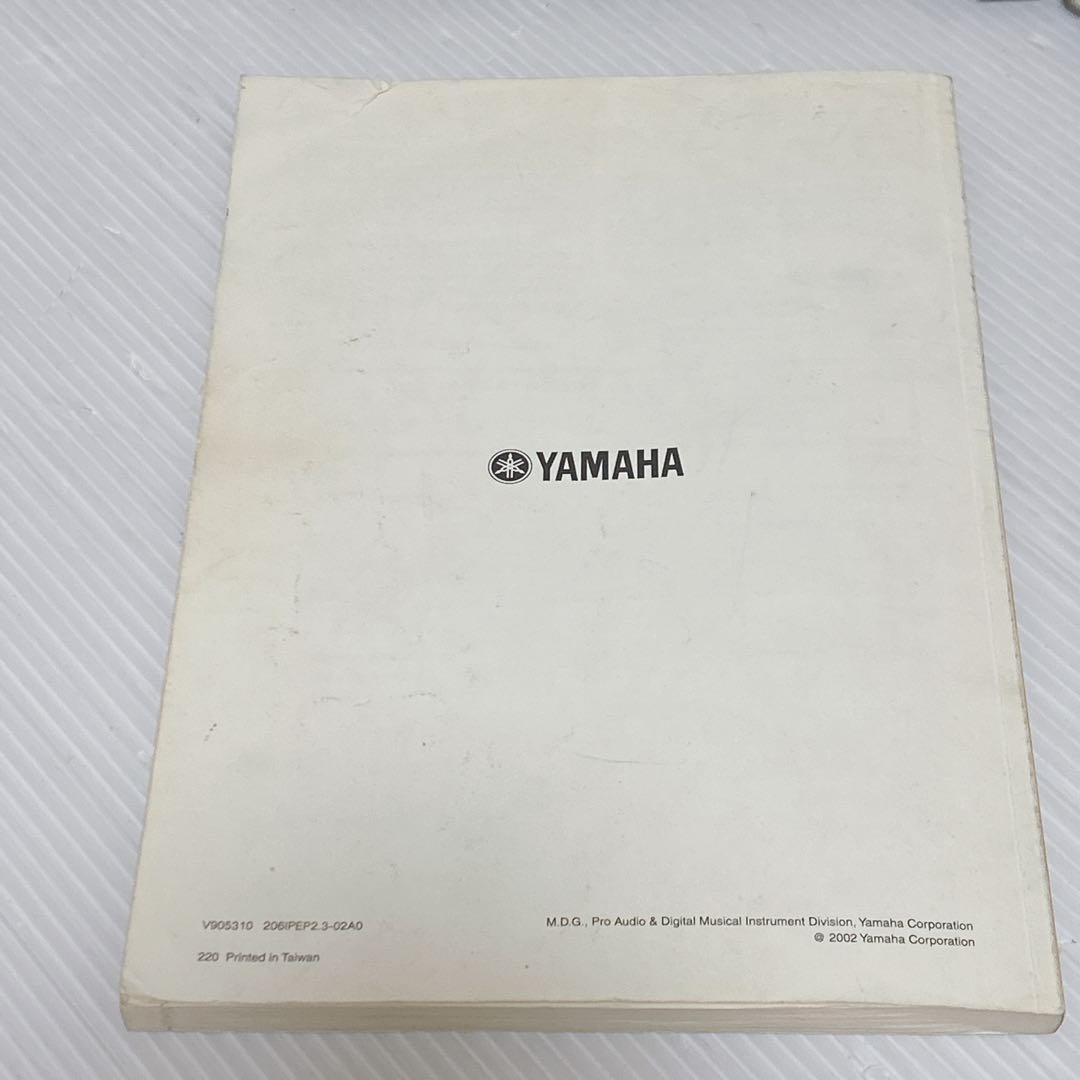 YAMAHA
V905310 206IPEP2.3-02A0
220 Printed in Taiwan
M.D.G., Pro Audio & Digital Musical Instrument Division, Yamaha Corporation
@ 2002 Yamaha Corporation